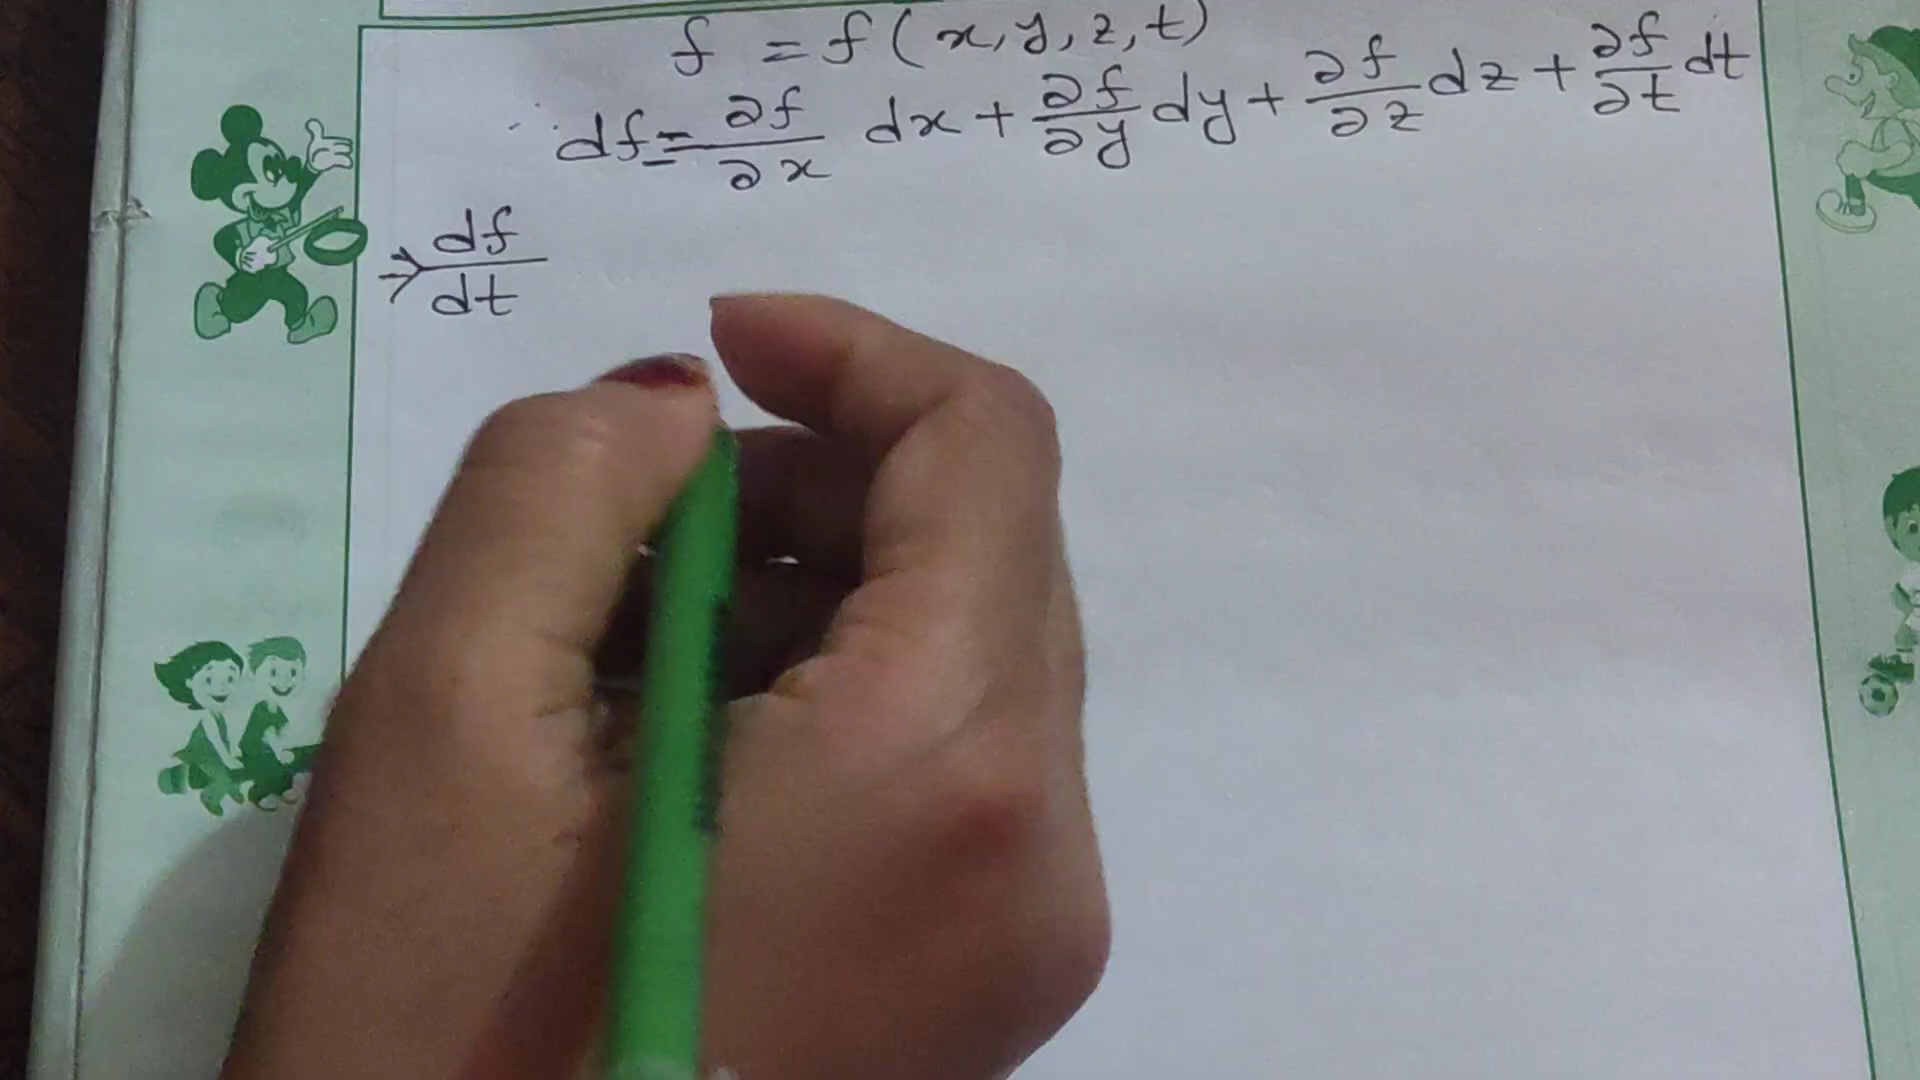 f = f(x, y, z, t)
∴ df = ∂f/∂x dx + ∂f/∂y dy + ∂f/∂z dz + ∂f/∂t dt
⇒ df/dt